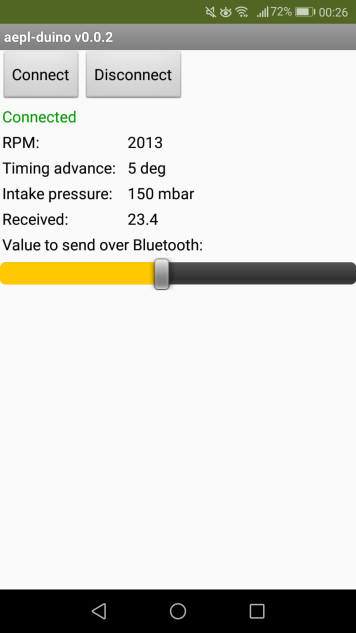 72% 00:26
aepl-duino v0.0.2
Connect Disconnect
Connected
RPM: 2013
Timing advance: 5 deg
Intake pressure: 150 mbar
Received: 23.4
Value to send over Bluetooth: